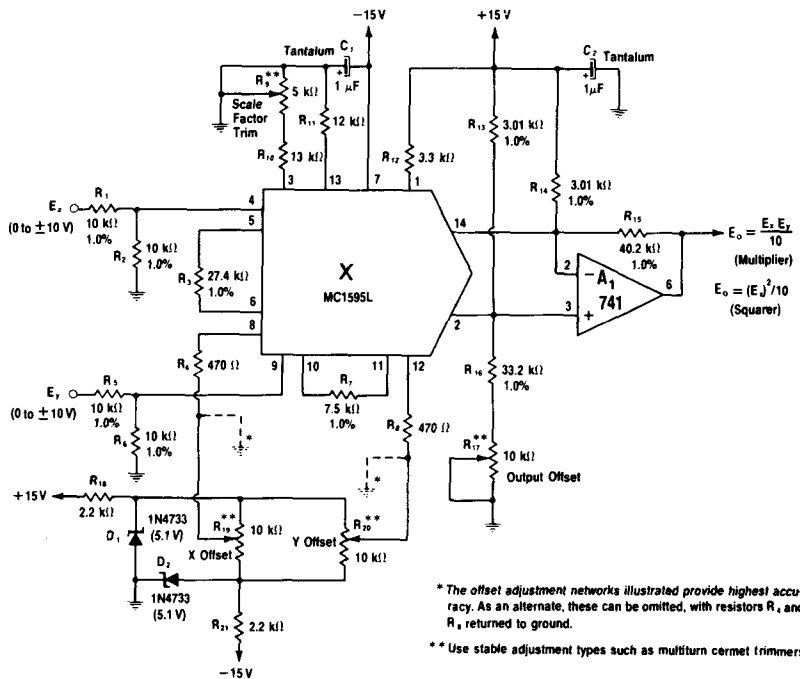 −15V
+15V
Tantalum C₁
+
1 μF
C₂ Tantalum
+
1μF
R₉**
5 kΩ
Scale
Factor
Trim
R₁₁
12 kΩ
R₁₀
13 kΩ
R₁₂
3.3 kΩ
R₁₃
3.01 kΩ
1.0%
R₁₄
3.01 kΩ
1.0%
3
13
7
1
Eₓ
(0 to ±10 V)
R₁
10 kΩ
1.0%
R₂
10 kΩ
1.0%
4
5
R₃
27.4 kΩ
1.0%
6
8
X
MC1595L
14
2
R₁₅
40.2 kΩ
1.0%
2
−A₁
741
6
3
+
E₀ = Eₓ Eᵧ
10
(Multiplier)
E₀ = (Eₓ)²/10
(Squarer)
R₄
470 Ω
9
10
11
12
R₇
7.5 kΩ
1.0%
R₈
470 Ω
*
*
Eᵧ
(0 to ±10 V)
R₅
10 kΩ
1.0%
R₆
10 kΩ
1.0%
R₁₆
33.2 kΩ
1.0%
R₁₇**
10 kΩ
Output Offset
+15V
R₁₈
2.2 kΩ
1N4733
(5.1 V)
D₁
D₂
1N4733
(5.1 V)
R₁₉**
10 kΩ
X Offset
Y Offset
R₂₀**
10 kΩ
R₂₁
2.2 kΩ
−15 V
* The offset adjustment networks illustrated provide highest accu-
racy. As an alternate, these can be omitted, with resistors R₄ and
R₈ returned to ground.
** Use stable adjustment types such as multiturn cermet trimmers